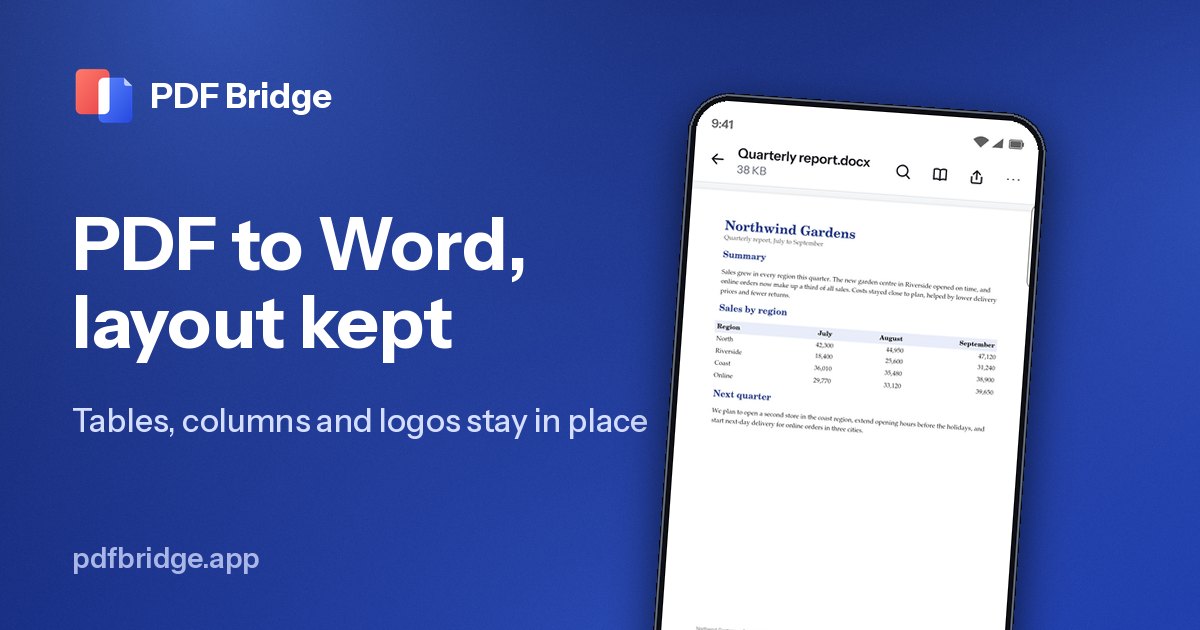 PDF Bridge
PDF to Word,
layout kept
Tables, columns and logos stay in place
pdfbridge.app
9:41
Quarterly report.docx
38 KB
Northwind Gardens
Quarterly report, July to September
Summary
Sales grew in every region this quarter. The new garden centre in Riverside opened on time, and
online orders now make up a third of all sales. Costs stayed close to plan, helped by lower delivery
prices and fewer returns.
Sales by region
Region July August September
North 42,300 44,950 47,120
Riverside 18,400 25,600 31,240
Coast 36,010 35,480 38,900
Online 29,770 33,120 39,650
Next quarter
We plan to open a second store in the coast region, extend opening hours before the holidays, and
start next-day delivery for online orders in three cities.